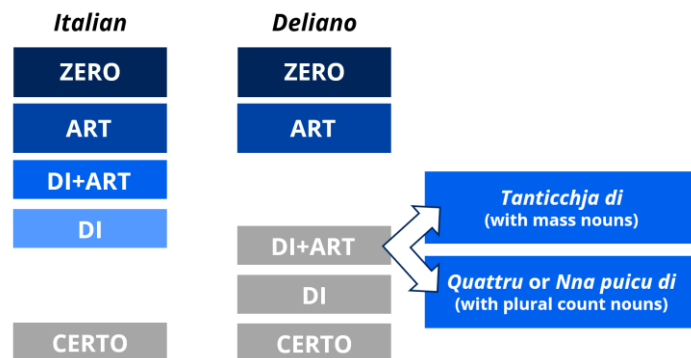 Italian
ZERO
ART
DI+ART
DI
CERTO
Deliano
ZERO
ART
DI+ART
DI
CERTO
Tanticchja di
(with mass nouns)
Quattru or Nna puicu di
(with plural count nouns)